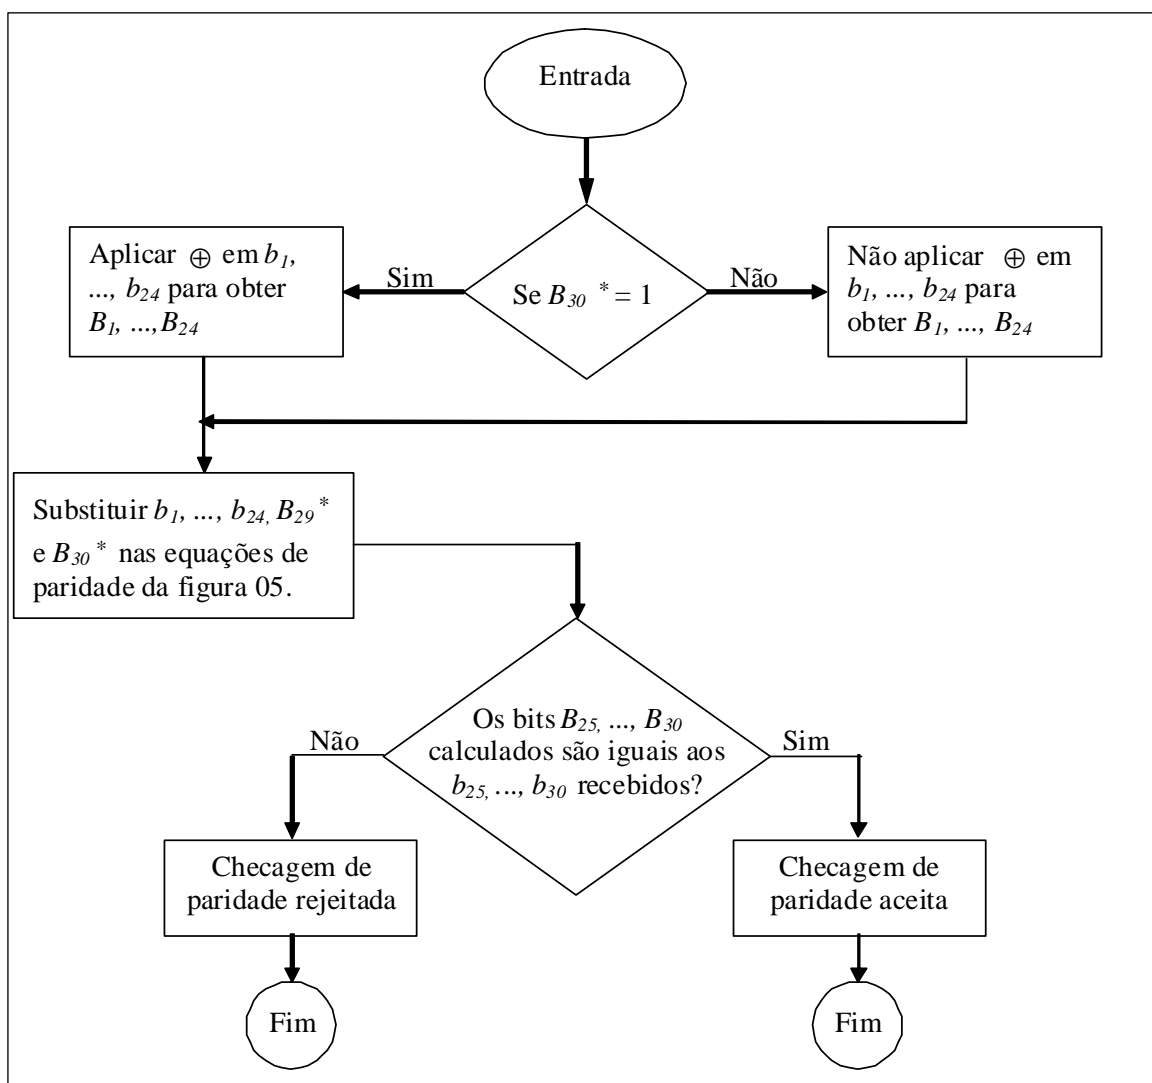 Entrada
Aplicar ⊕ em b₁,
..., b₂₄ para obter
B₁, ...,B₂₄
Sim
Se B₃₀ * = 1
Não
Não aplicar ⊕ em
b₁, ..., b₂₄ para
obter B₁, ..., B₂₄
Substituir b₁, ..., b₂₄, B₂₉ *
e B₃₀ * nas equações de
paridade da figura 05.
Os bits B₂₅, ..., B₃₀
calculados são iguais aos
b₂₅, ..., b₃₀ recebidos?
Não
Sim
Checagem de
paridade rejeitada
Checagem de
paridade aceita
Fim
Fim